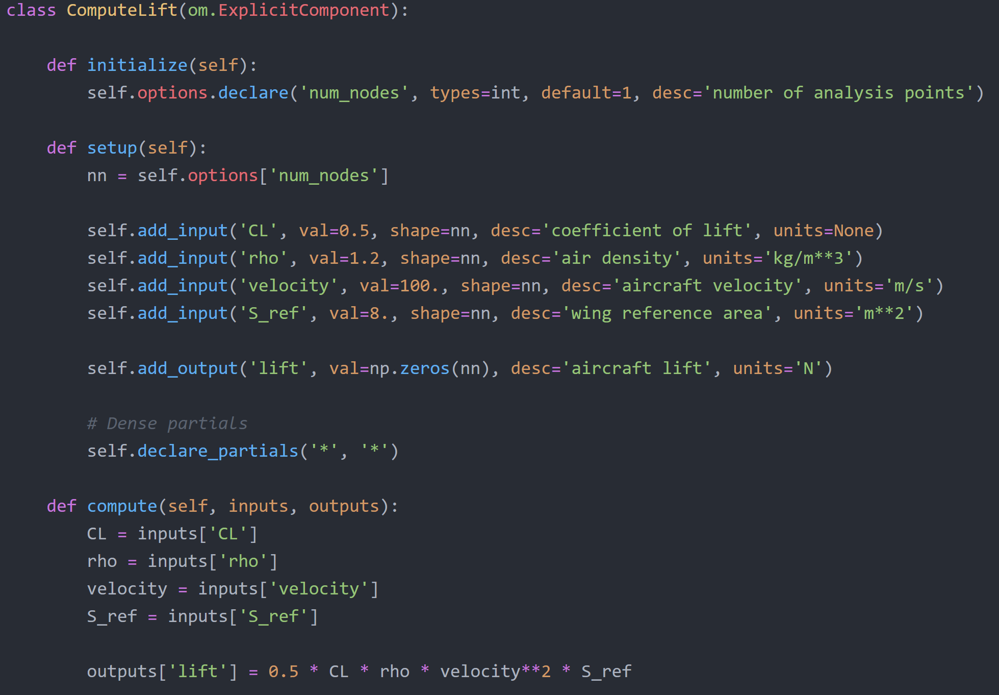 class ComputeLift(om.ExplicitComponent):
    def initialize(self):
        self.options.declare('num_nodes', types=int, default=1, desc='number of analysis points')
    def setup(self):
        nn = self.options['num_nodes']
        self.add_input('CL', val=0.5, shape=nn, desc='coefficient of lift', units=None)
        self.add_input('rho', val=1.2, shape=nn, desc='air density', units='kg/m**3')
        self.add_input('velocity', val=100., shape=nn, desc='aircraft velocity', units='m/s')
        self.add_input('S_ref', val=8., shape=nn, desc='wing reference area', units='m**2')
        self.add_output('lift', val=np.zeros(nn), desc='aircraft lift', units='N')
        # Dense partials
        self.declare_partials('*', '*')
    def compute(self, inputs, outputs):
        CL = inputs['CL']
        rho = inputs['rho']
        velocity = inputs['velocity']
        S_ref = inputs['S_ref']
        outputs['lift'] = 0.5 * CL * rho * velocity**2 * S_ref